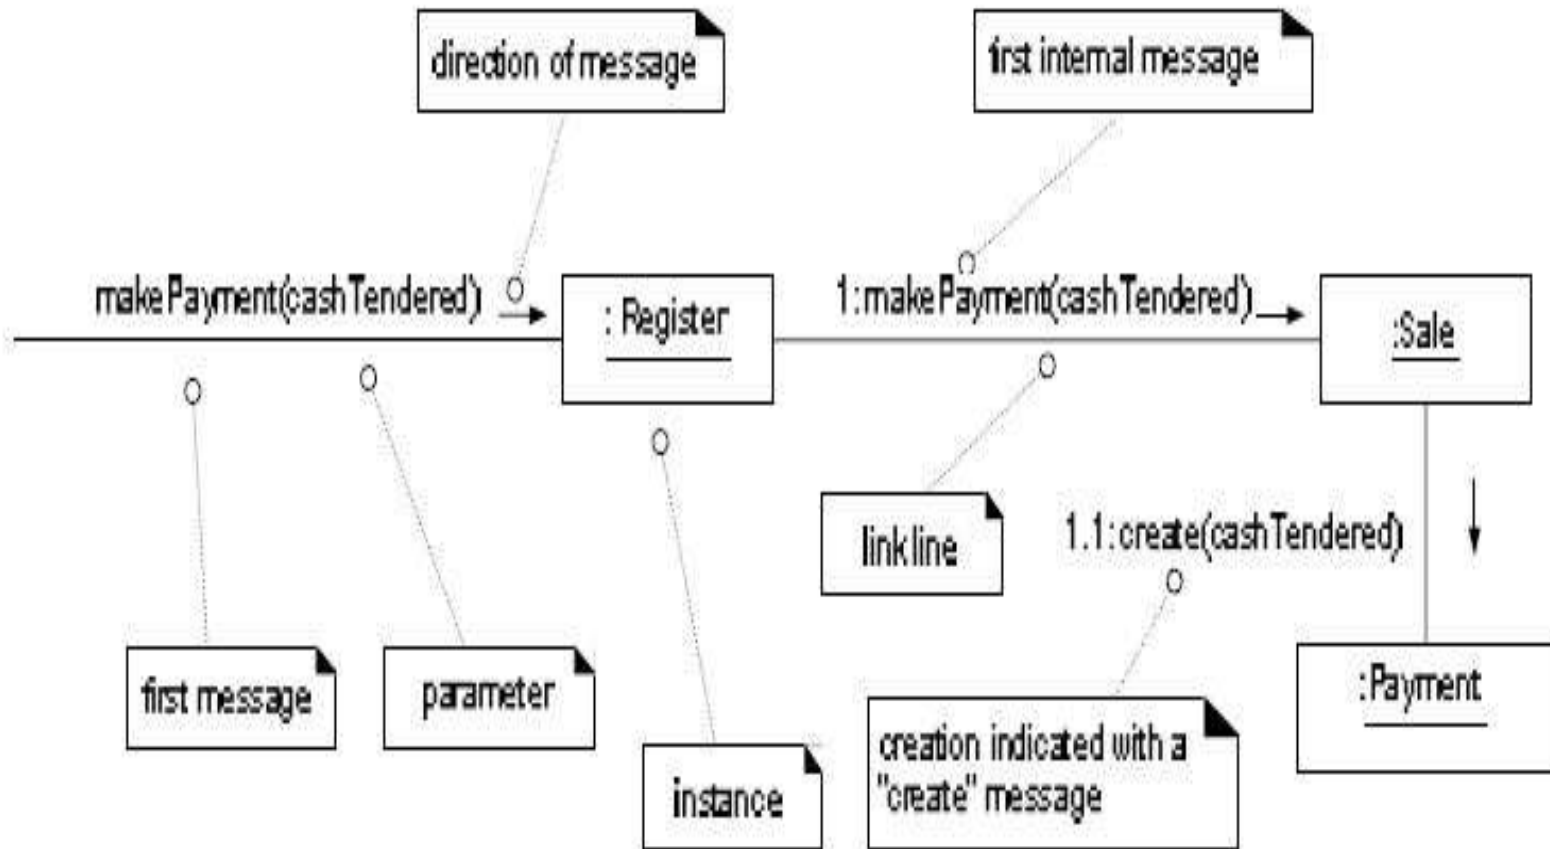 direction of message
first internal message
makePayment(cashTendered)
: Register
1: makePayment(cashTendered)
:Sale
link line
1.1: create(cashTendered)
first message
parameter
:Payment
instance
creation indicated with a
"create" message